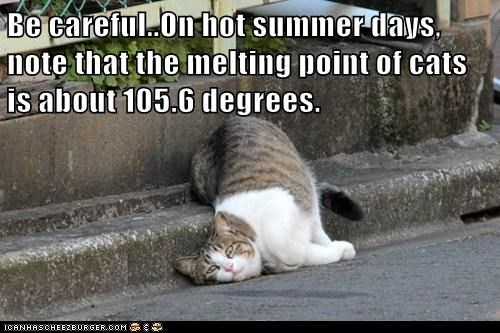 Be careful..On hot summer days,
note that the melting point of cats
is about 105.6 degrees.
ICANHASCHEEZBURGER.COM